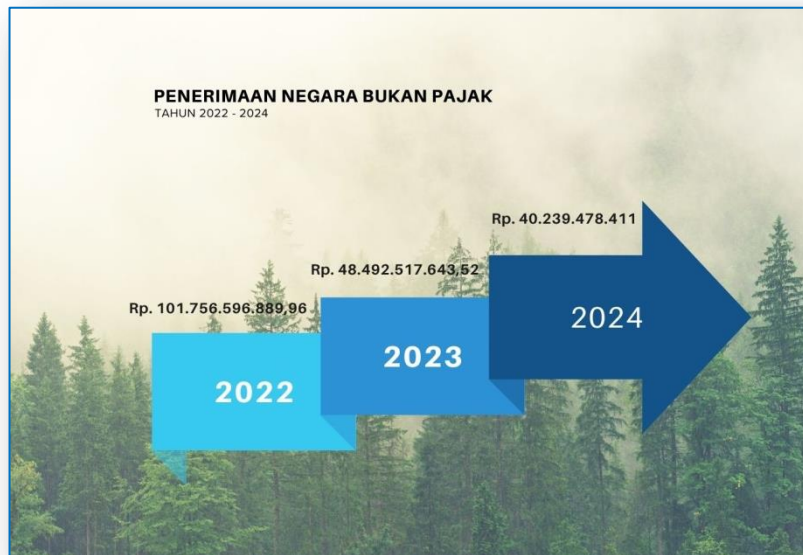 PENERIMAAN NEGARA BUKAN PAJAK
TAHUN 2022 - 2024
Rp. 40.239.478.411
Rp. 48.492.517.643,52
Rp. 101.756.596.889,96
2024
2023
2022